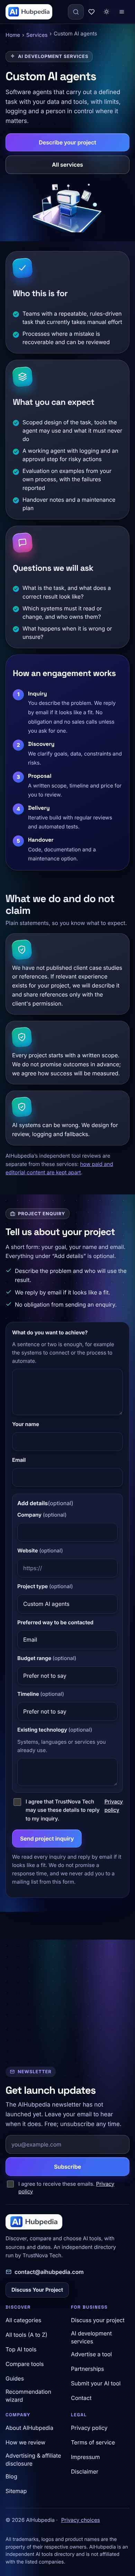 AI Hubpedia
Home › Services › Custom AI agents
AI DEVELOPMENT SERVICES
Custom AI agents
Software agents that carry out a defined
task with your data and tools, with limits,
logging and a person in control where it
matters.
Describe your project
All services
Who this is for
Teams with a repeatable, rules-driven
task that currently takes manual effort
Processes where a mistake is
recoverable and can be reviewed
What you can expect
Scoped design of the task, tools the
agent may use and what it must never
do
A working agent with logging and an
approval step for risky actions
Evaluation on examples from your
own process, with the failures
reported
Handover notes and a maintenance
plan
Questions we will ask
What is the task, and what does a
correct result look like?
Which systems must it read or
change, and who owns them?
What happens when it is wrong or
unsure?
How an engagement works
1 Inquiry
You describe the problem. We reply
by email if it looks like a fit. No
obligation and no sales call unless
you ask for one.
2 Discovery
We clarify goals, data, constraints and
risks.
3 Proposal
A written scope, timeline and price for
you to review.
4 Delivery
Iterative build with regular reviews
and automated tests.
5 Handover
Code, documentation and a
maintenance option.
What we do and do not
claim
Plain statements, so you know what to expect.
We have not published client case studies
or references. If relevant experience
exists for your project, we will describe it
and share references only with the
client's permission.
Every project starts with a written scope.
We do not promise outcomes in advance;
we agree how success will be measured.
AI systems can be wrong. We design for
review, logging and fallbacks.
AIHubpedia's independent tool reviews are
separate from these services: how paid and
editorial content are kept apart.
PROJECT ENQUIRY
Tell us about your project
A short form: your goal, your name and email.
Everything under "Add details" is optional.
Describe the problem and who will use the
result.
We reply by email if it looks like a fit.
No obligation from sending an enquiry.
What do you want to achieve?
A sentence or two is enough, for example
the systems to connect or the process to
automate.
Your name
Email
Add details(optional)
Company (optional)
Website (optional)
https://
Project type (optional)
Custom AI agents
Preferred way to be contacted
Email
Budget range (optional)
Prefer not to say
Timeline (optional)
Prefer not to say
Existing technology (optional)
Systems, languages or services you
already use.
I agree that TrustNova Tech
may use these details to reply
to my inquiry.
Privacy
policy
Send project inquiry
We read every inquiry and reply by email if it
looks like a fit. We do not promise a
response time, and we never add you to a
mailing list from this form.
NEWSLETTER
Get launch updates
The AIHubpedia newsletter has not
launched yet. Leave your email to hear
when it does. Free; unsubscribe any time.
you@example.com
Subscribe
I agree to receive these emails. Privacy
policy
AI Hubpedia
Discover, compare and choose AI tools, with
sources and dates. An independent directory
run by TrustNova Tech.
contact@aihubpedia.com
Discuss Your Project
DISCOVER
All categories
All tools (A to Z)
Top AI tools
Compare tools
Guides
Recommendation
wizard
FOR BUSINESS
Discuss your project
AI development
services
Advertise a tool
Partnerships
Submit your AI tool
Contact
COMPANY
About AIHubpedia
How we review
Advertising & affiliate
disclosure
Blog
Sitemap
LEGAL
Privacy policy
Terms of service
Impressum
Disclaimer
© 2026 AIHubpedia · Privacy choices
All trademarks, logos and product names are the
property of their respective owners. AIHubpedia is an
independent AI tools directory and is not affiliated
with the listed companies.